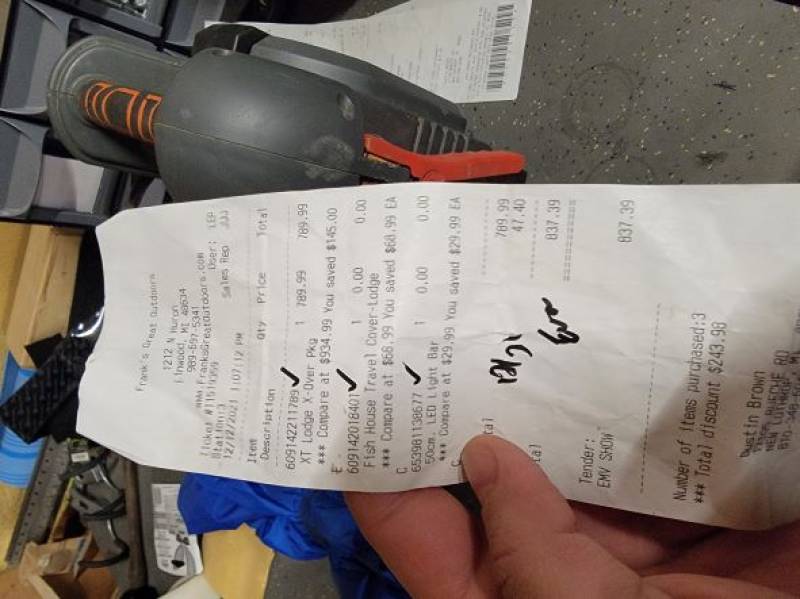 Frank's Great Outdoors
1212 N Huron
Linwood, MI 48634
989-697-5341
WWW.FranksGreatOutdoors.com
Ticket #1519359 User: LEP
Station:3 Sales Rep JJJ
12/12/2021 1:07:12 PM
Item
Description Qty Price Total
609142211789 1 789.99 789.99
XT Lodge X-Over Pkg
*** Compare at $934.99 You saved $145.00
E
609142018401 1 0.00 0.00
Fish House Travel Cover-Lodge
*** Compare at $68.99 You saved $68.99 EA
C
653981138677 1 0.00 0.00
50cm. LED Light Bar
*** Compare at $29.99 You saved $29.99 EA
C
789.99
47.40
837.39
Tender:
EMV SHOW 837.39
Number of items purchased:3
*** Total discount $243.98
Dustin Brown